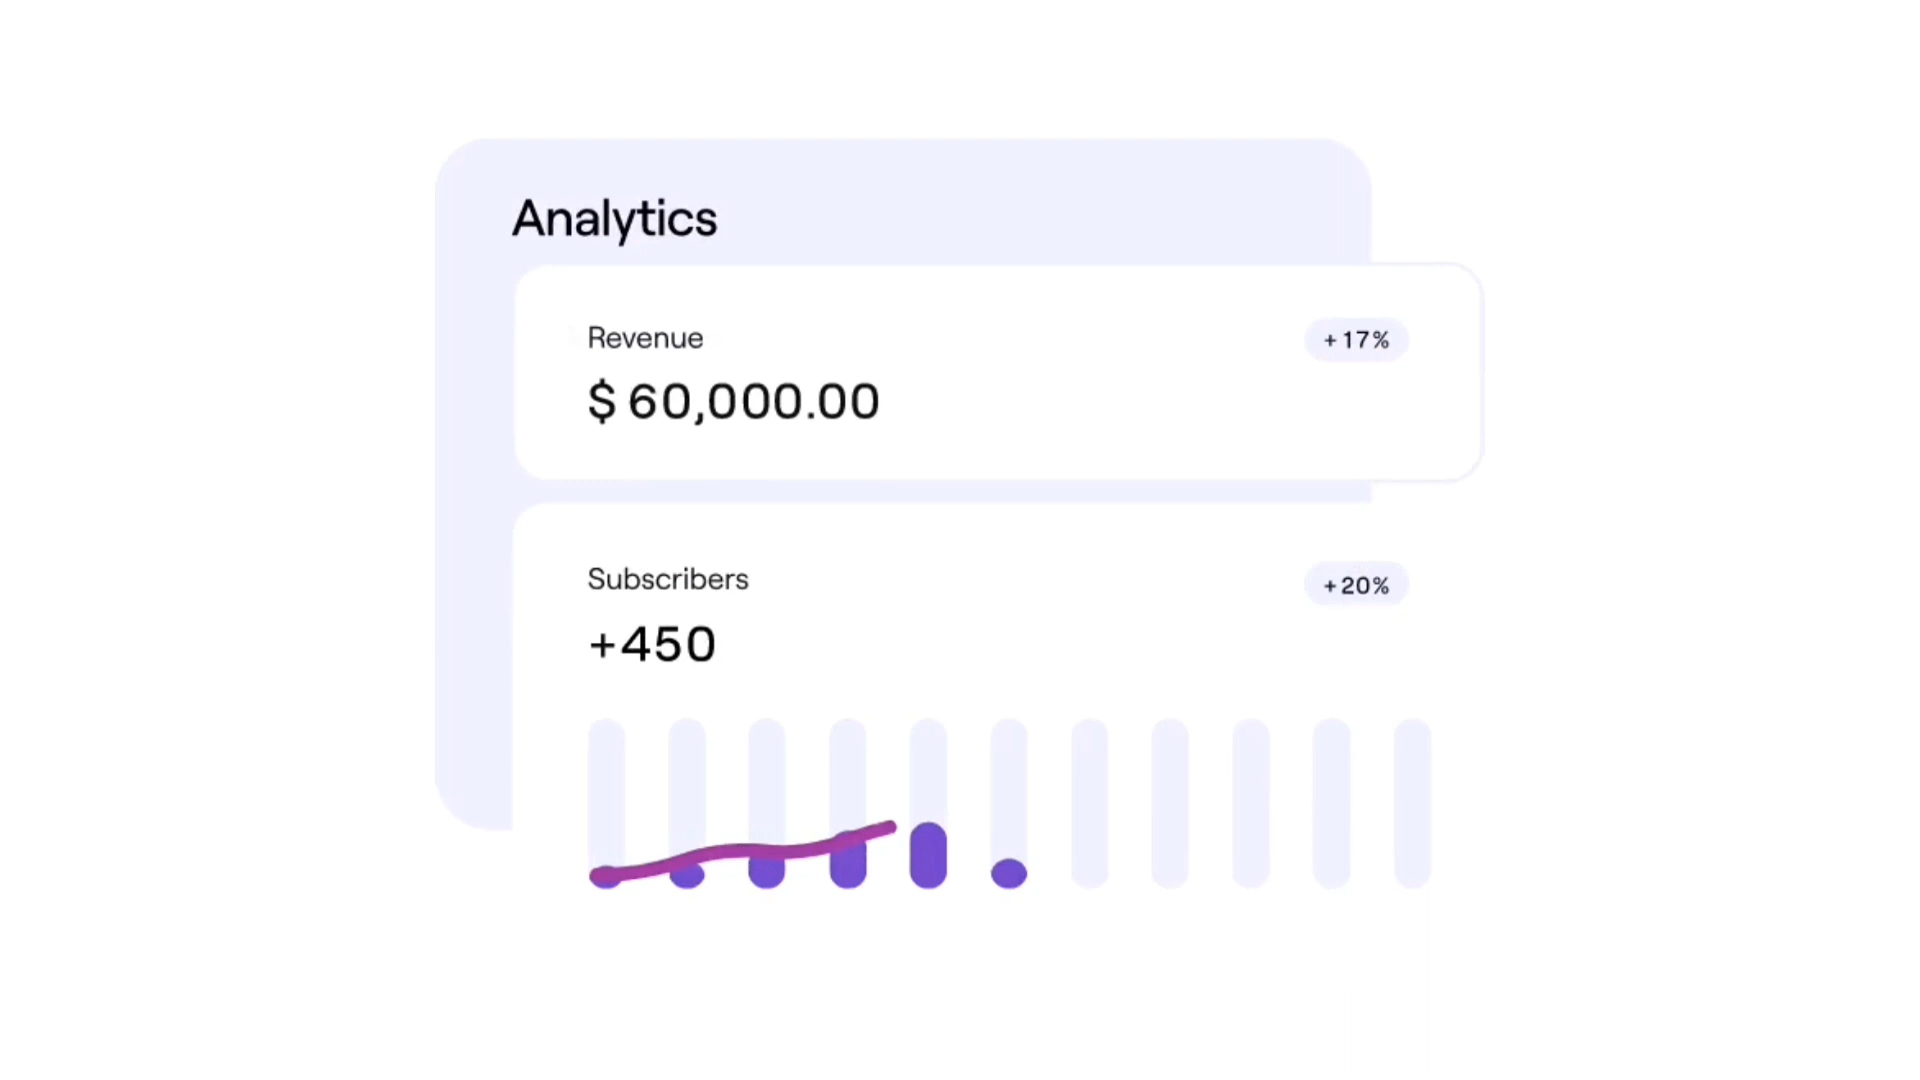 Analytics
Revenue
+17%
$ 60,000.00
Subscribers
+20%
+450